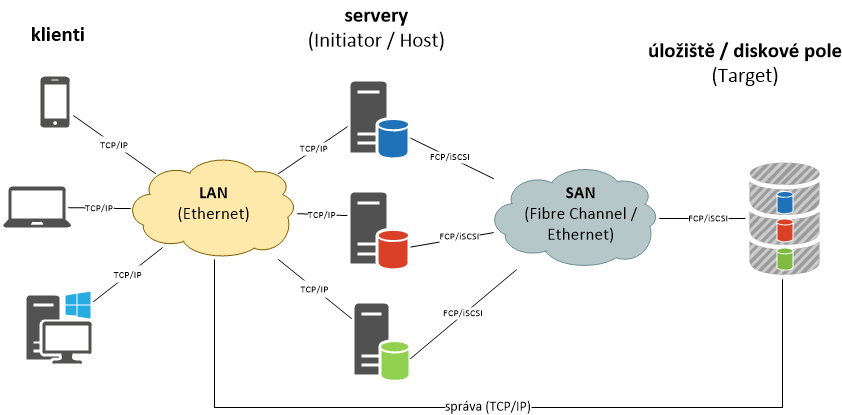 klienti
servery
(Initiator / Host)
úložiště / diskové pole
(Target)
TCP/IP
TCP/IP
TCP/IP
LAN
(Ethernet)
TCP/IP
TCP/IP
TCP/IP
FCP/iSCSI
FCP/iSCSI
FCP/iSCSI
SAN
(Fibre Channel /
Ethernet)
FCP/iSCSI
správa (TCP/IP)